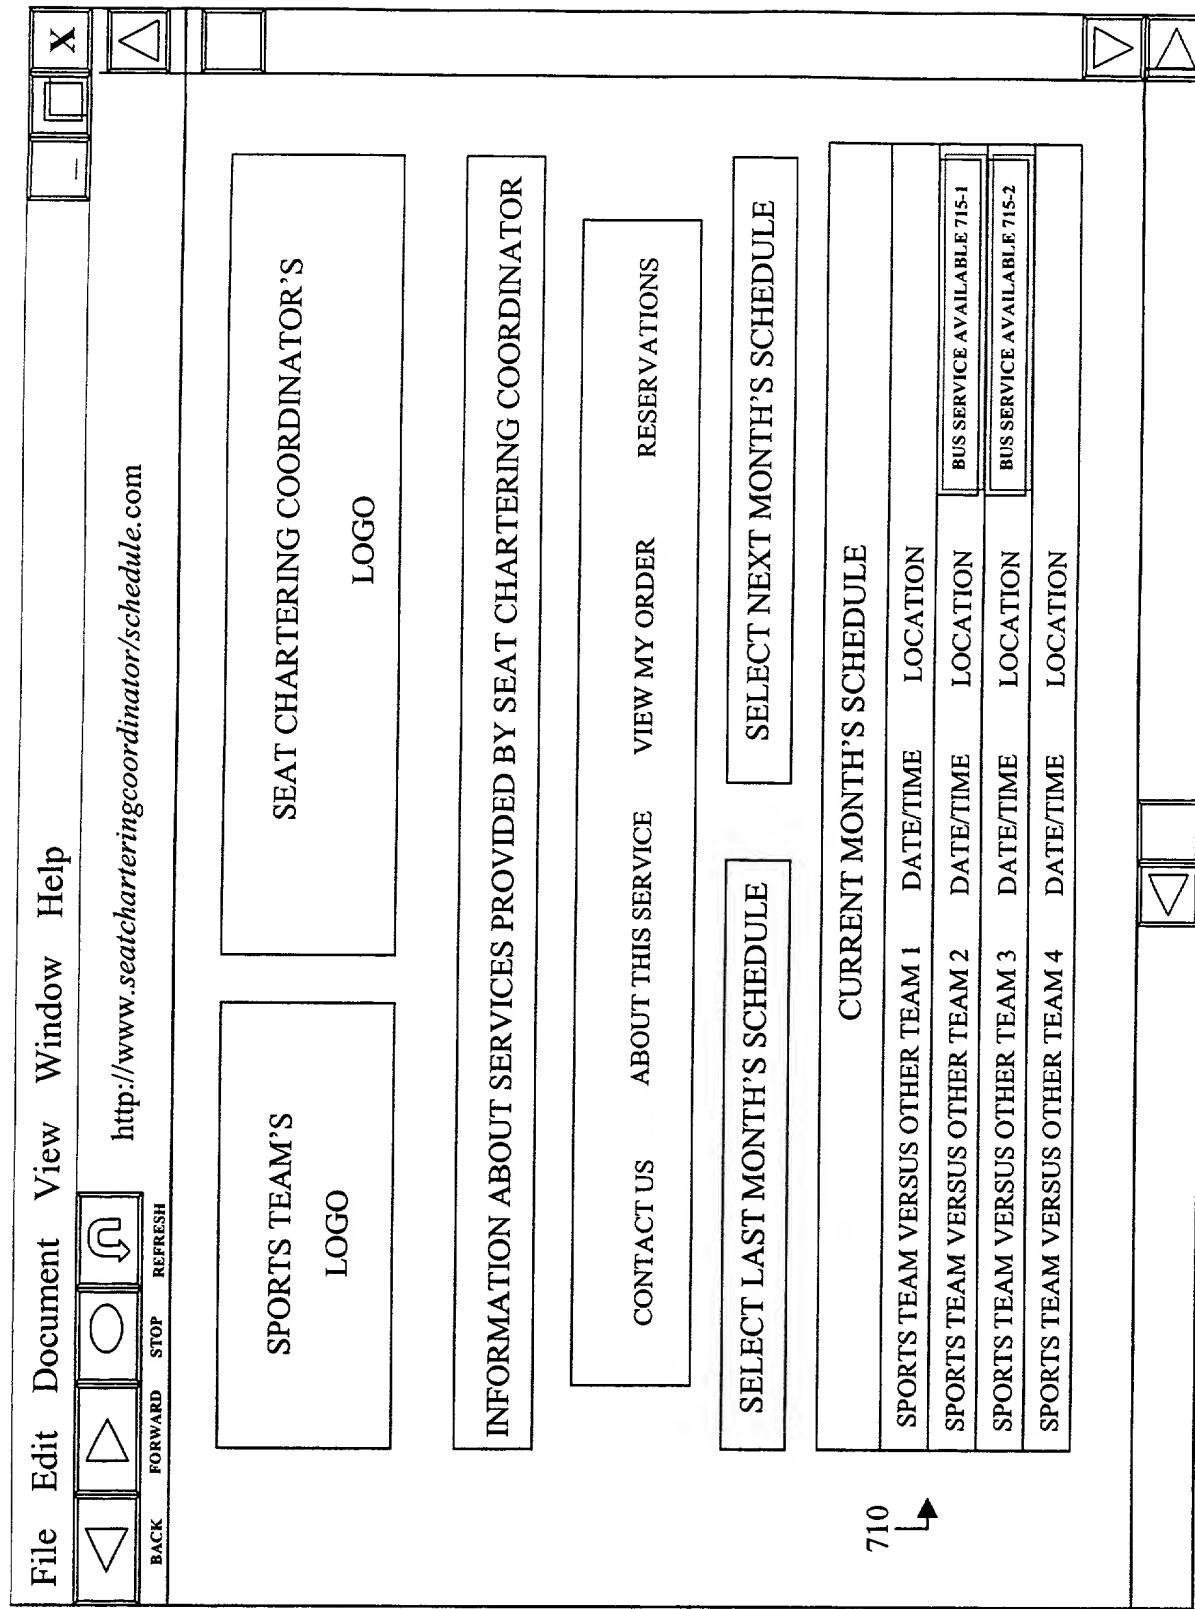 File Edit Document View Window Help
_ X
BACK FORWARD STOP REFRESH
http://www.seatcharteringcoordinator/schedule.com
SPORTS TEAM'S
LOGO
SEAT CHARTERING COORDINATOR'S
LOGO
INFORMATION ABOUT SERVICES PROVIDED BY SEAT CHARTERING COORDINATOR
CONTACT US ABOUT THIS SERVICE VIEW MY ORDER RESERVATIONS
SELECT LAST MONTH'S SCHEDULE SELECT NEXT MONTH'S SCHEDULE
710
CURRENT MONTH'S SCHEDULE
SPORTS TEAM VERSUS OTHER TEAM 1 DATE/TIME LOCATION
SPORTS TEAM VERSUS OTHER TEAM 2 DATE/TIME LOCATION BUS SERVICE AVAILABLE 715-1
SPORTS TEAM VERSUS OTHER TEAM 3 DATE/TIME LOCATION BUS SERVICE AVAILABLE 715-2
SPORTS TEAM VERSUS OTHER TEAM 4 DATE/TIME LOCATION